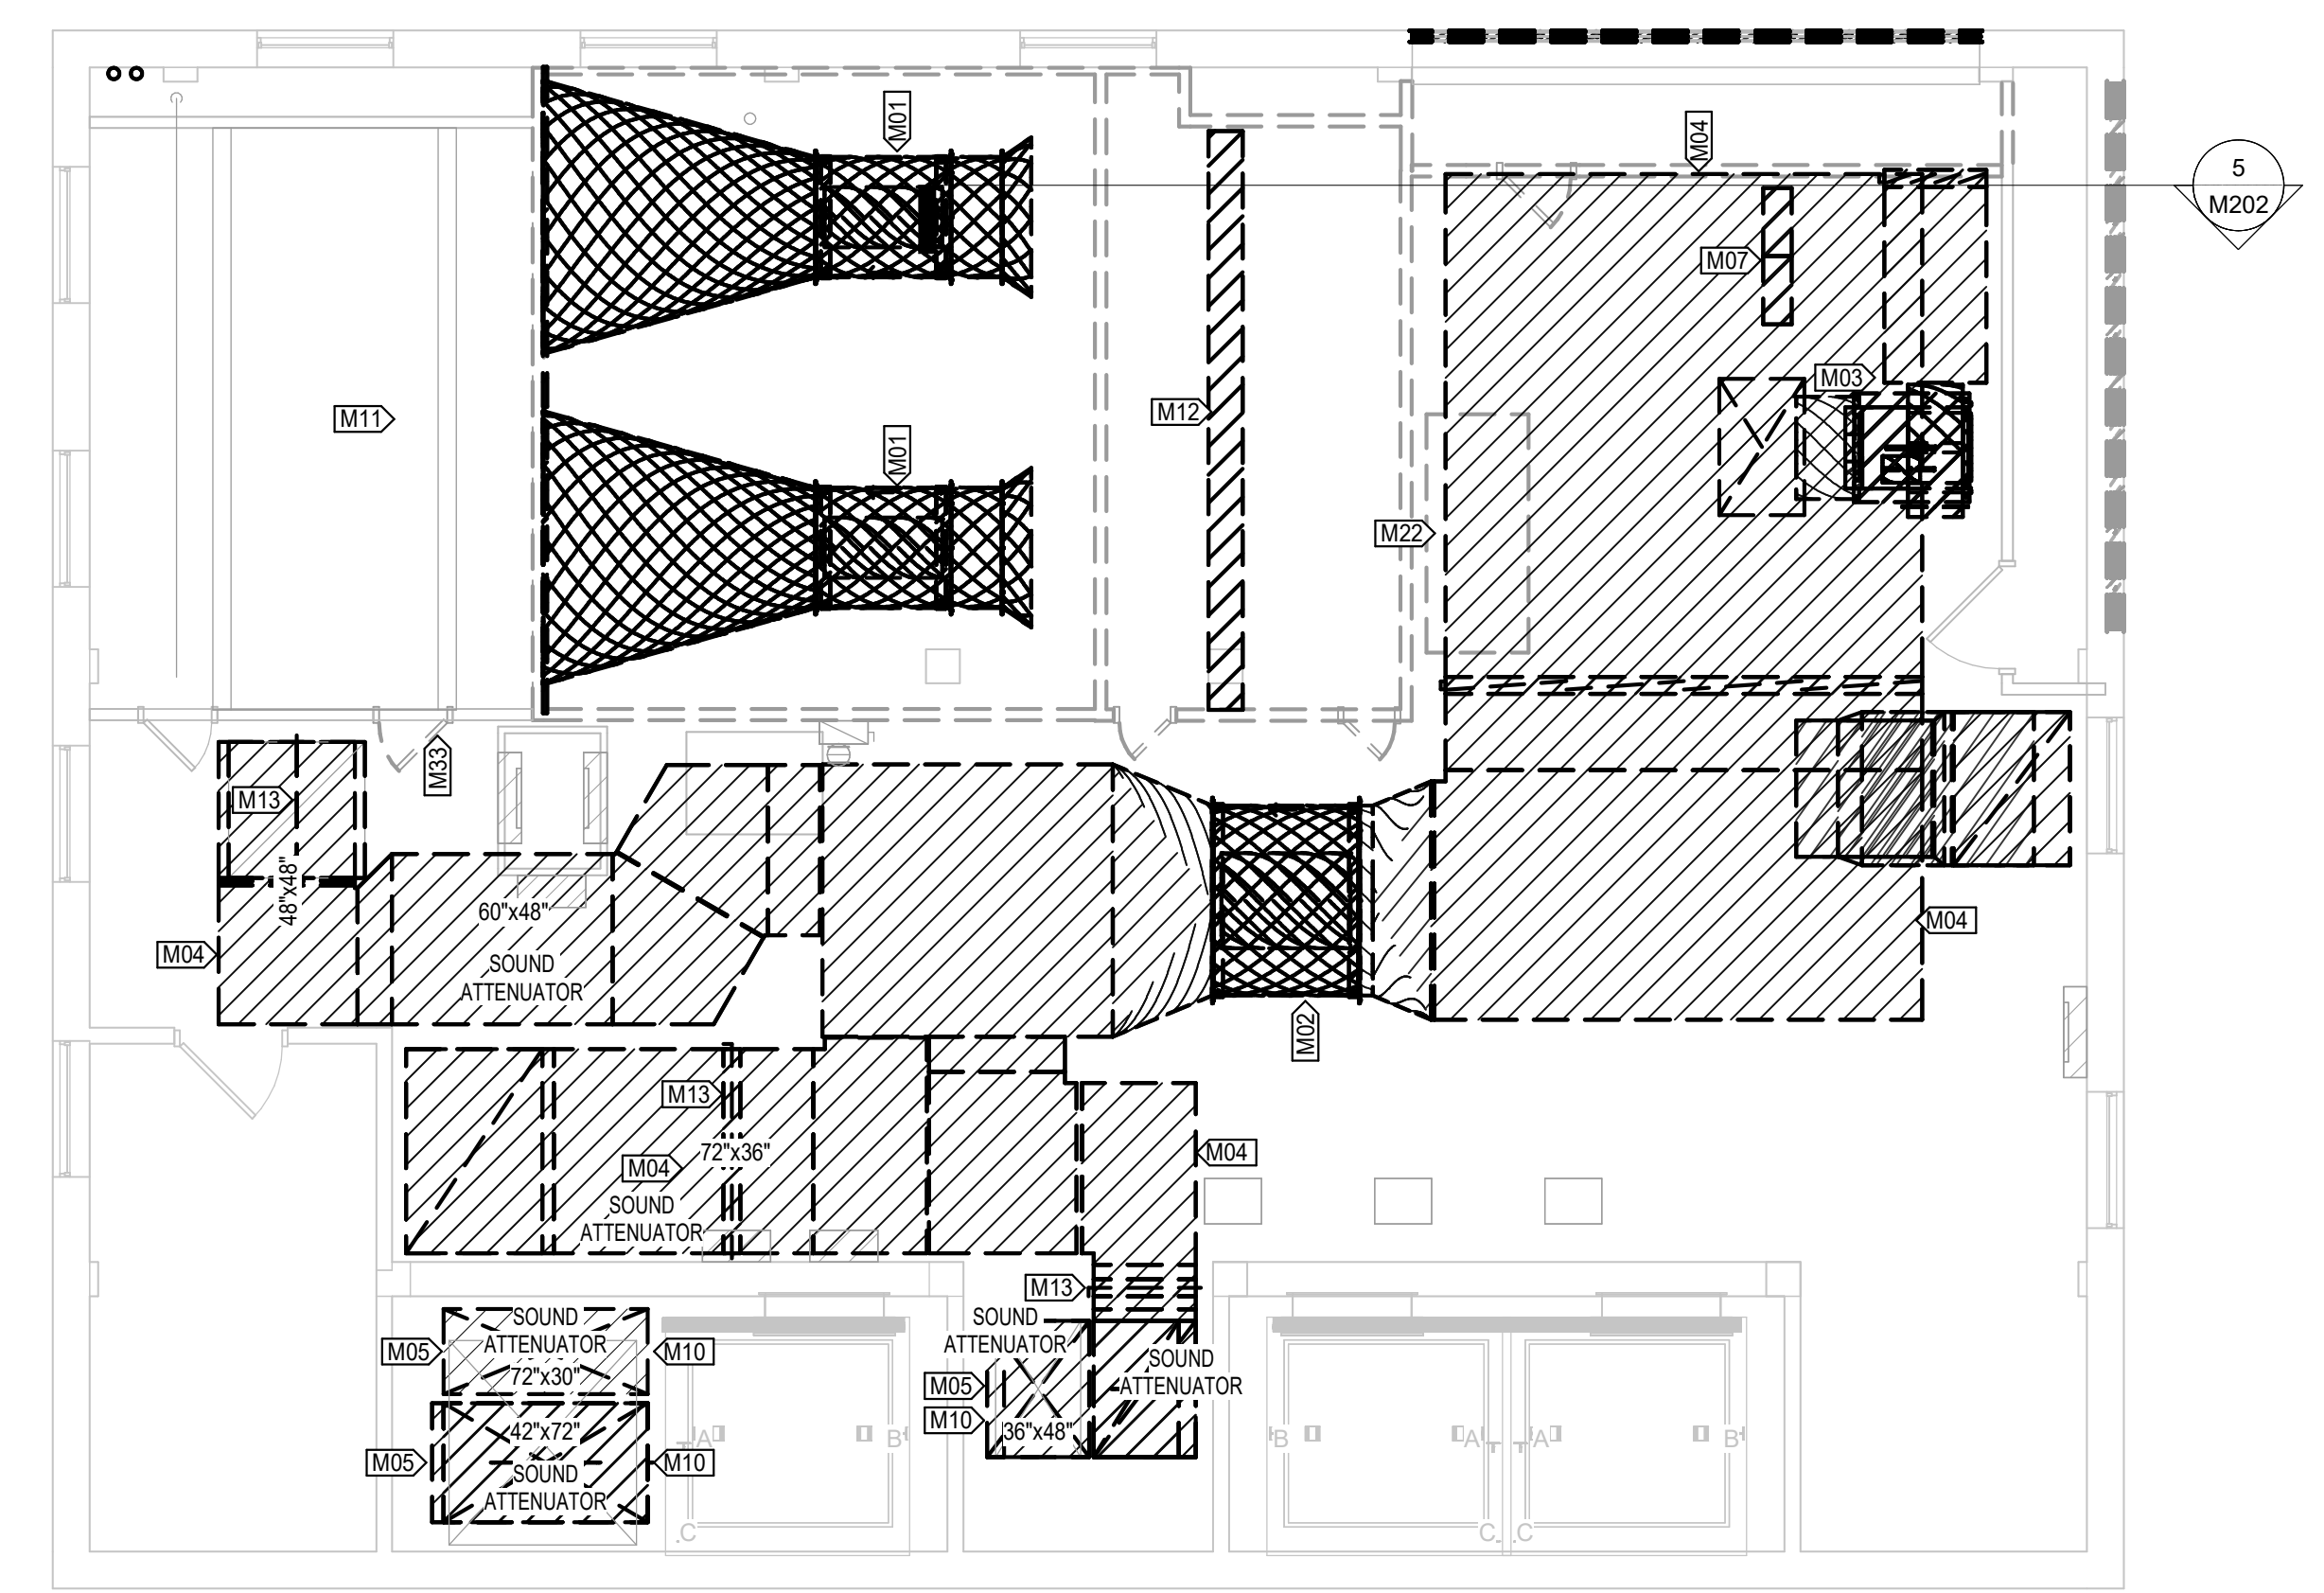 M01
M04
5
M202
M07
M03
M11
M12
M01
M22
M33
M13
48"x48"
60"x48"
M04
SOUND
ATTENUATOR
M04
M02
M13
72"x36"
M04
M04
SOUND
ATTENUATOR
M13
SOUND
ATTENUATOR
72"x30"
M05
M10
SOUND
ATTENUATOR
SOUND
ATTENUATOR
M05
M10
36"x48"
42"x72"
SOUND
ATTENUATOR
M05
M10
A
B
B
A
A
B
C
C
C